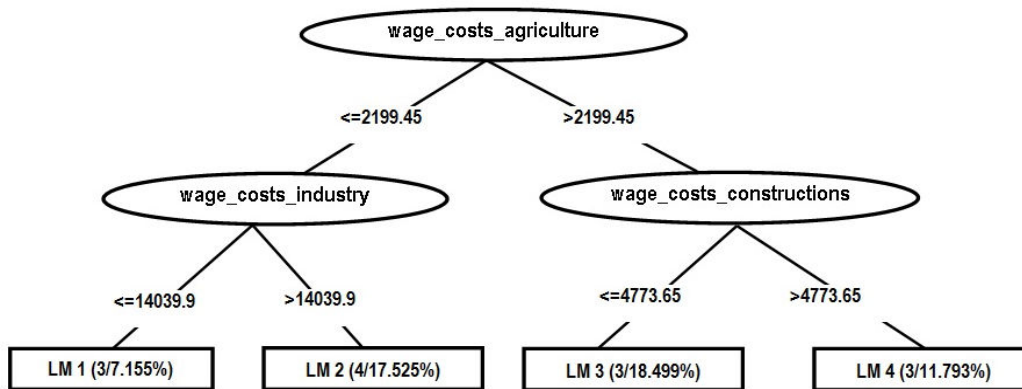 wage_costs_agriculture
<=2199.45 >2199.45
wage_costs_industry wage_costs_constructions
<=14039.9 >14039.9 <=4773.65 >4773.65
LM 1 (3/7.155%) LM 2 (4/17.525%) LM 3 (3/18.499%) LM 4 (3/11.793%)